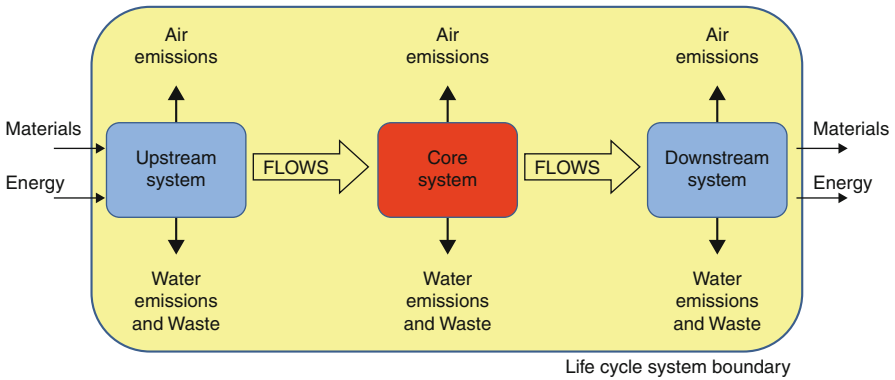 Air
emissions
Air
emissions
Air
emissions
Materials
Energy
Upstream
system
FLOWS
Core
system
FLOWS
Downstream
system
Materials
Energy
Water
emissions
and Waste
Water
emissions
and Waste
Water
emissions
and Waste
Life cycle system boundary